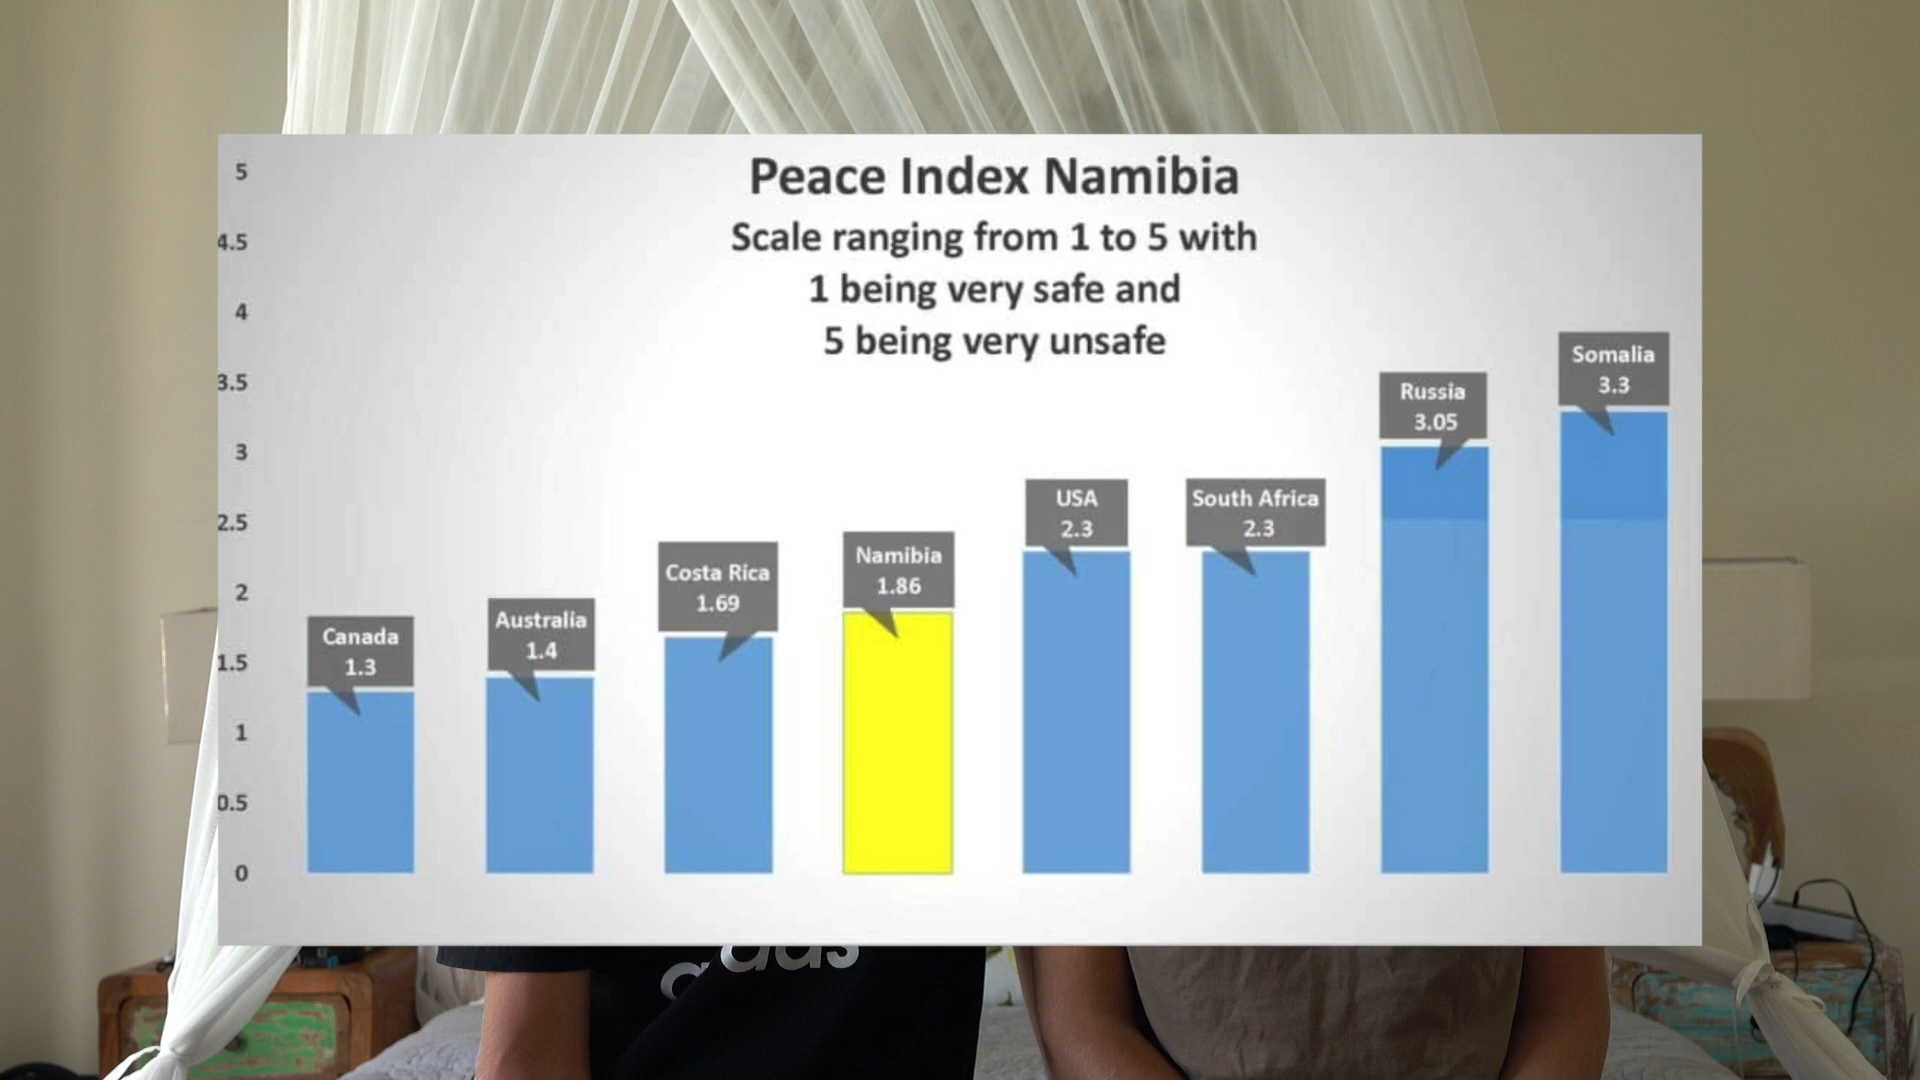 Peace Index Namibia
Scale ranging from 1 to 5 with
1 being very safe and
5 being very unsafe
5
4.5
4
3.5
3
2.5
2
1.5
1
0.5
0
Canada
1.3
Australia
1.4
Costa Rica
1.69
Namibia
1.86
USA
2.3
South Africa
2.3
Russia
3.05
Somalia
3.3